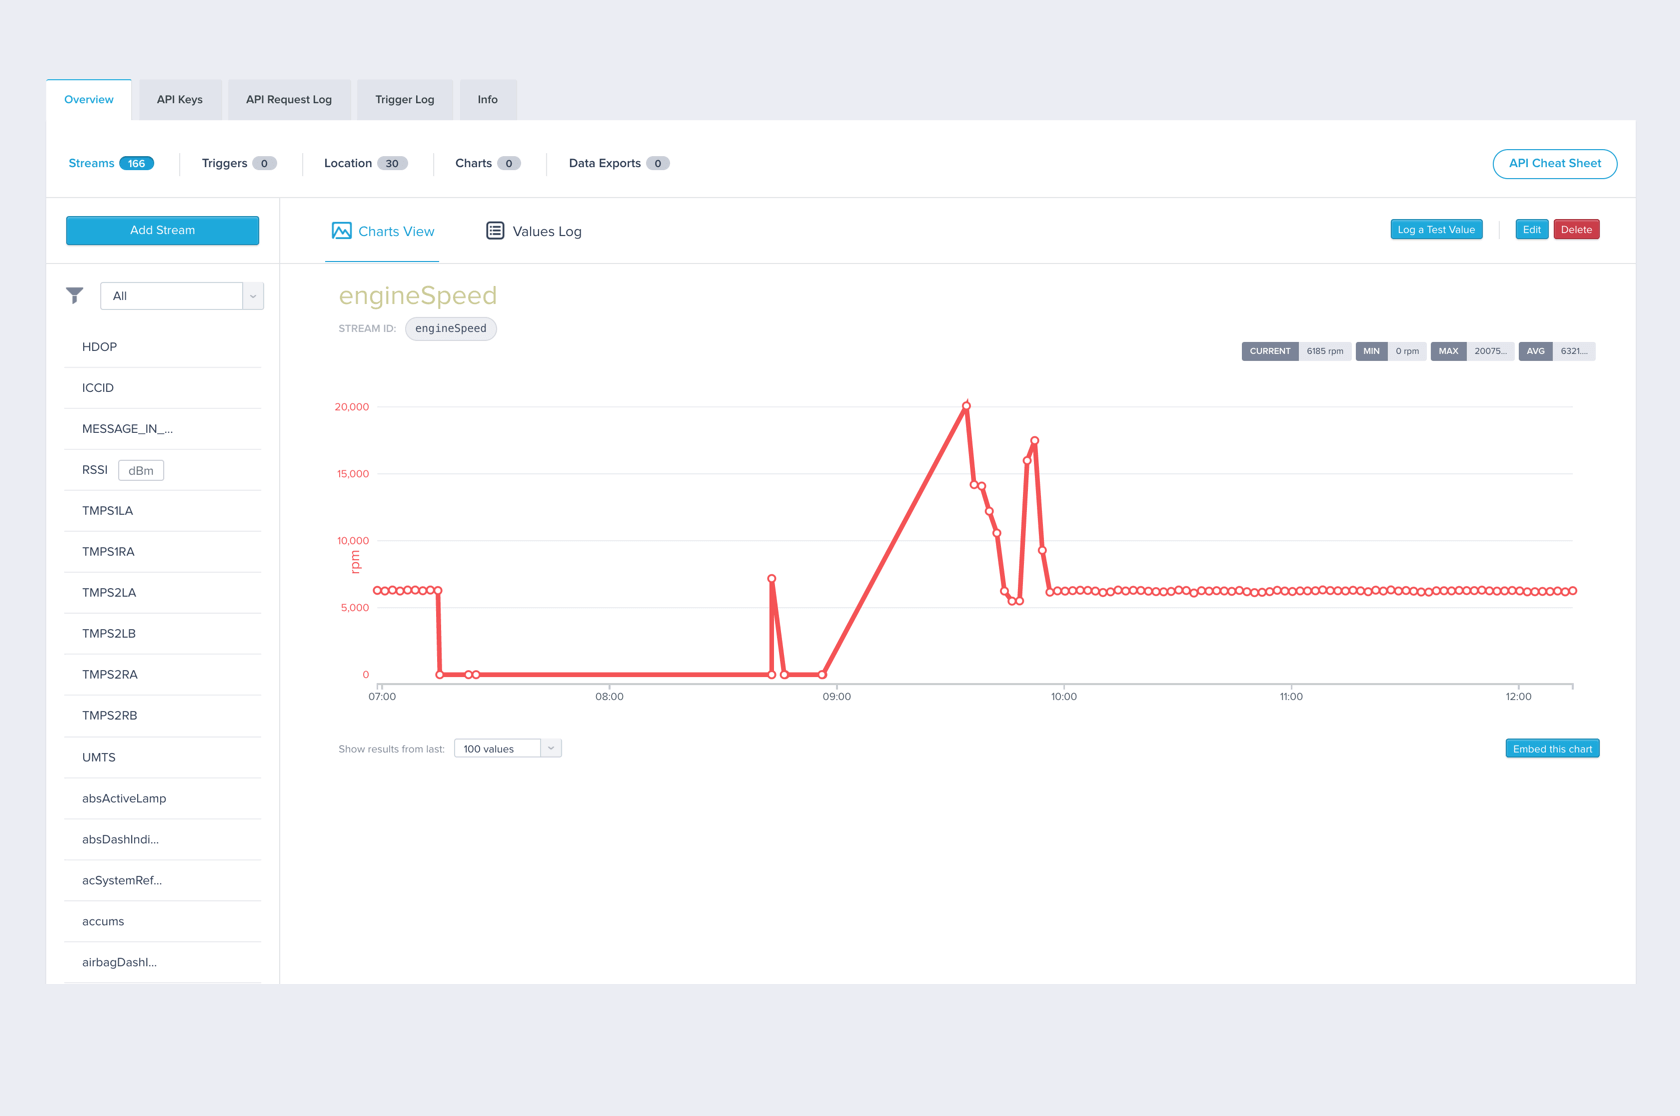 Overview API Keys API Request Log Trigger Log Info
Streams 166 Triggers 0 Location 30 Charts 0 Data Exports 0 API Cheat Sheet
Add Stream Charts View Values Log Log a Test Value Edit Delete
All
engineSpeed
STREAM ID: engineSpeed
CURRENT 6185 rpm MIN 0 rpm MAX 20075... AVG 6321....
HDOP
ICCID
MESSAGE_IN_...
RSSI dBm
TMPS1LA
TMPS1RA
TMPS2LA
TMPS2LB
TMPS2RA
TMPS2RB
UMTS
absActiveLamp
absDashIndi...
acSystemRef...
accums
airbagDashI...
20,000
15,000
10,000
rpm
5,000
0
07:00 08:00 09:00 10:00 11:00 12:00
Show results from last: 100 values Embed this chart